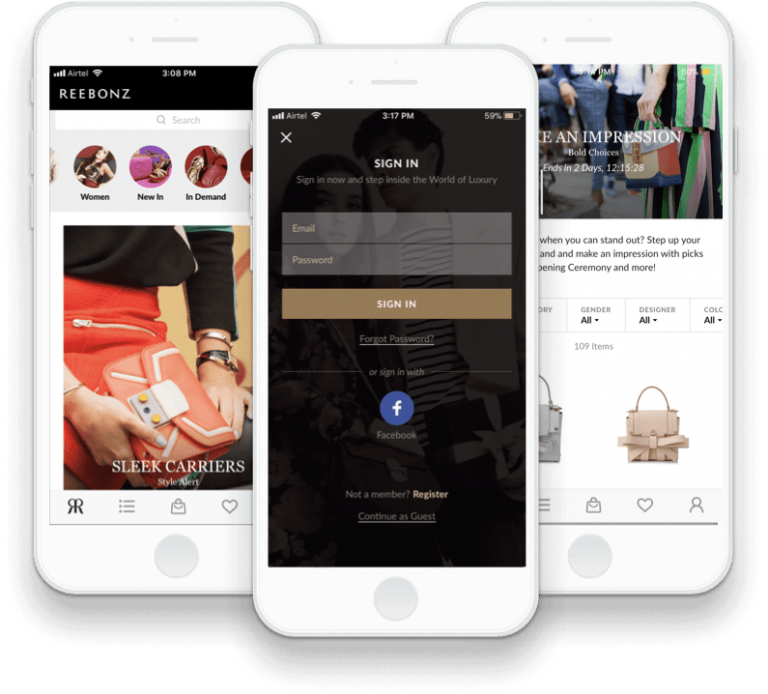 Airtel 3:08 PM
REEBONZ
Search
Women New In In Demand
SLEEK CARRIERS
Style Alert
Airtel 3:17 PM 59%
SIGN IN
Sign in now and step inside the World of Luxury
Email
Password
SIGN IN
Forgot Password?
or sign in with
f
Facebook
Not a member? Register
Continue as Guest
PM
AN IMPRESSION
Bold Choices
Ends in 2 Days, 12:15:28
when you can stand out? Step up your
and and make an impression with picks
pening Ceremony and more!
ORY GENDER DESIGNER COLO
All All All
109 Items